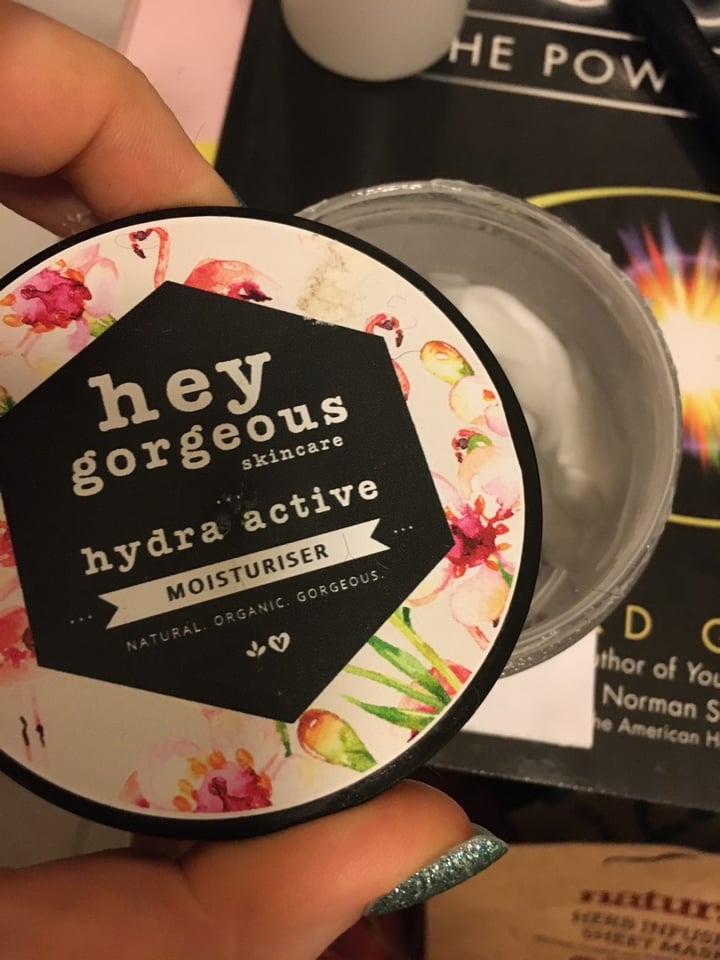 HE POW
hey
gorgeous
skincare
hydra active
MOISTURISER
NATURAL. ORGANIC. GORGEOUS.
D
thor of You
Norman S
he American H
natur
HERB INFUS
SHEET MAS